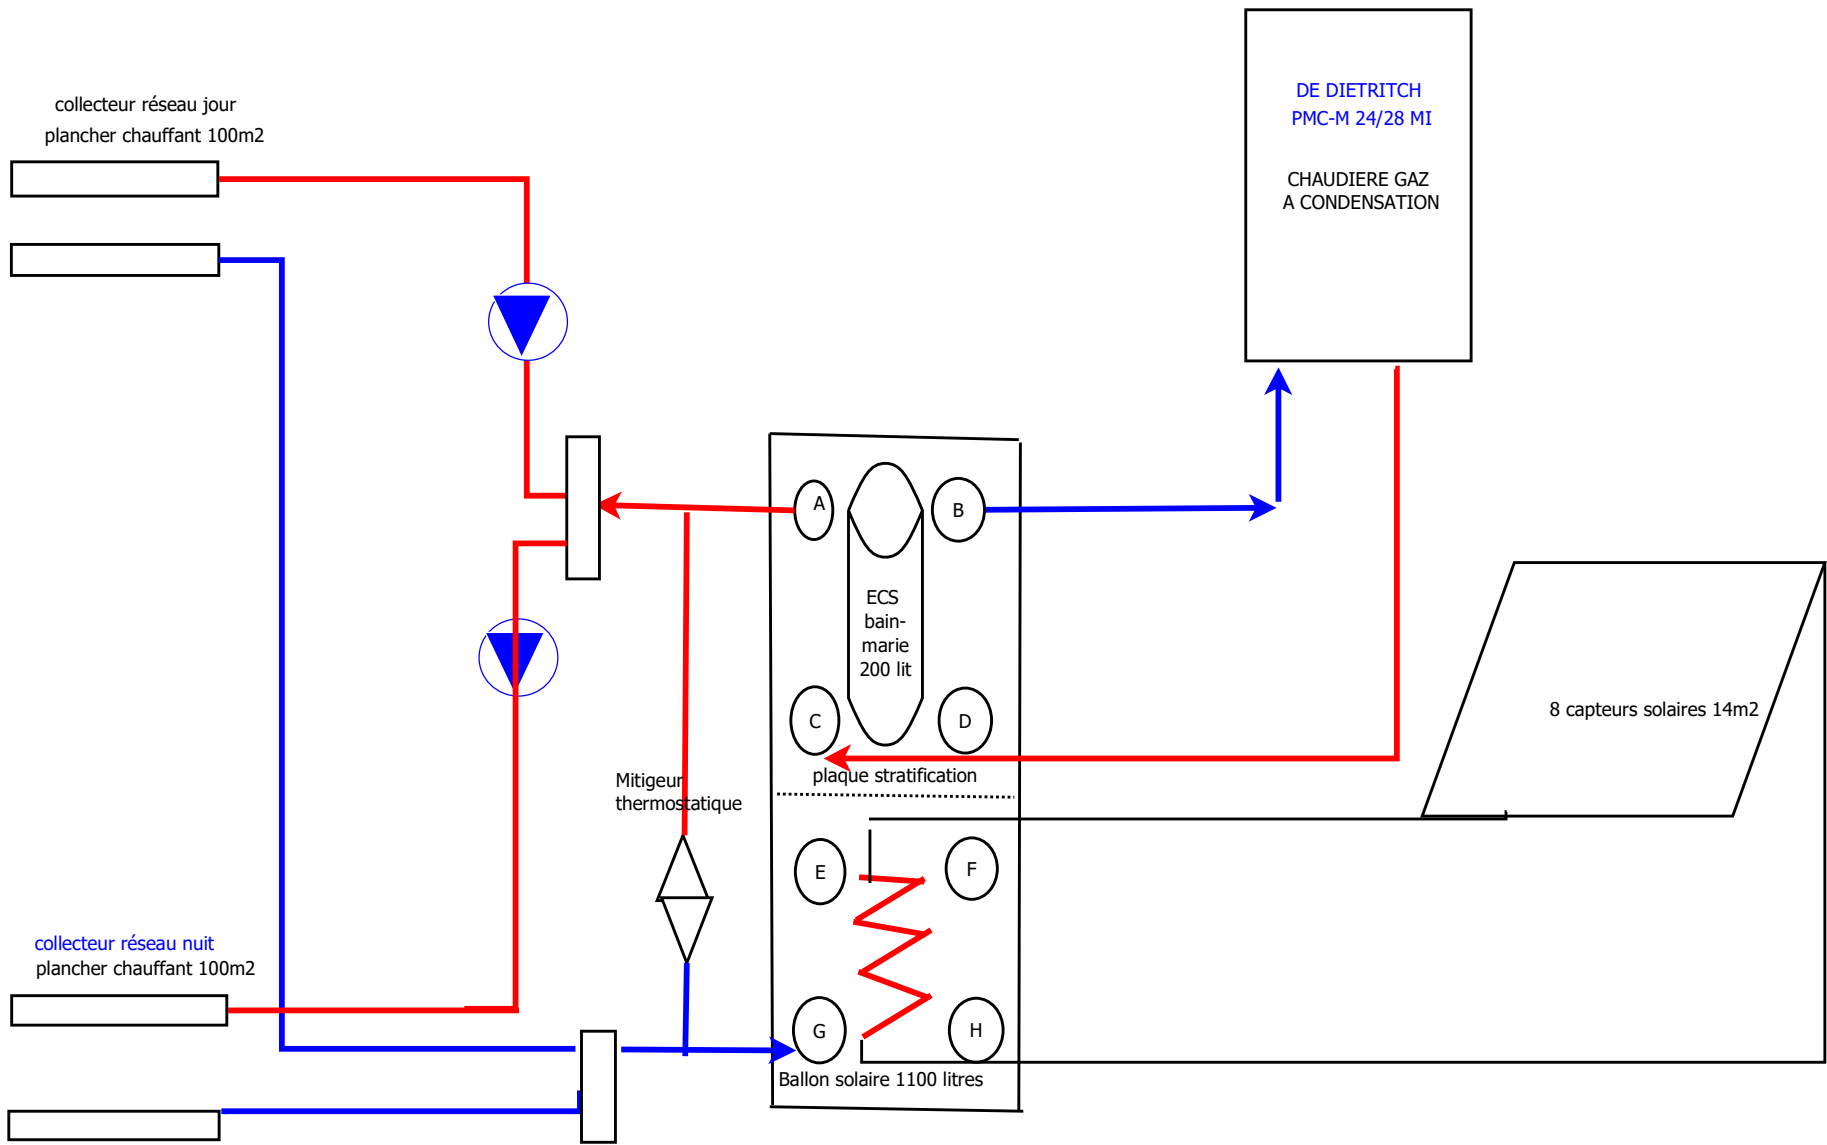 collecteur réseau jour
plancher chauffant 100m2
DE DIETRITCH
PMC-M 24/28 MI
CHAUDIERE GAZ
A CONDENSATION
A
B
ECS
bain-
marie
200 lit
C
D
8 capteurs solaires 14m2
plaque stratification
Mitigeur
thermostatique
E
F
collecteur réseau nuit
plancher chauffant 100m2
G
H
Ballon solaire 1100 litres